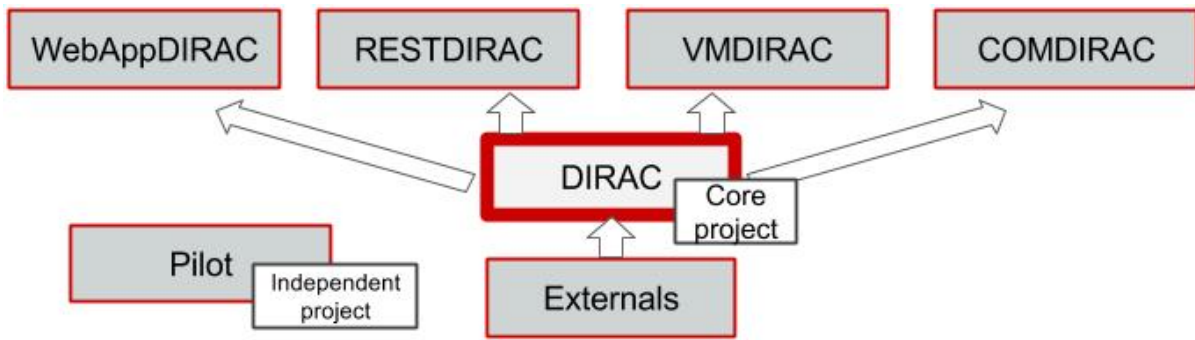 WebAppDIRAC
RESTDIRAC
VMDIRAC
COMDIRAC
DIRAC
Core
project
Pilot
Independent
project
Externals